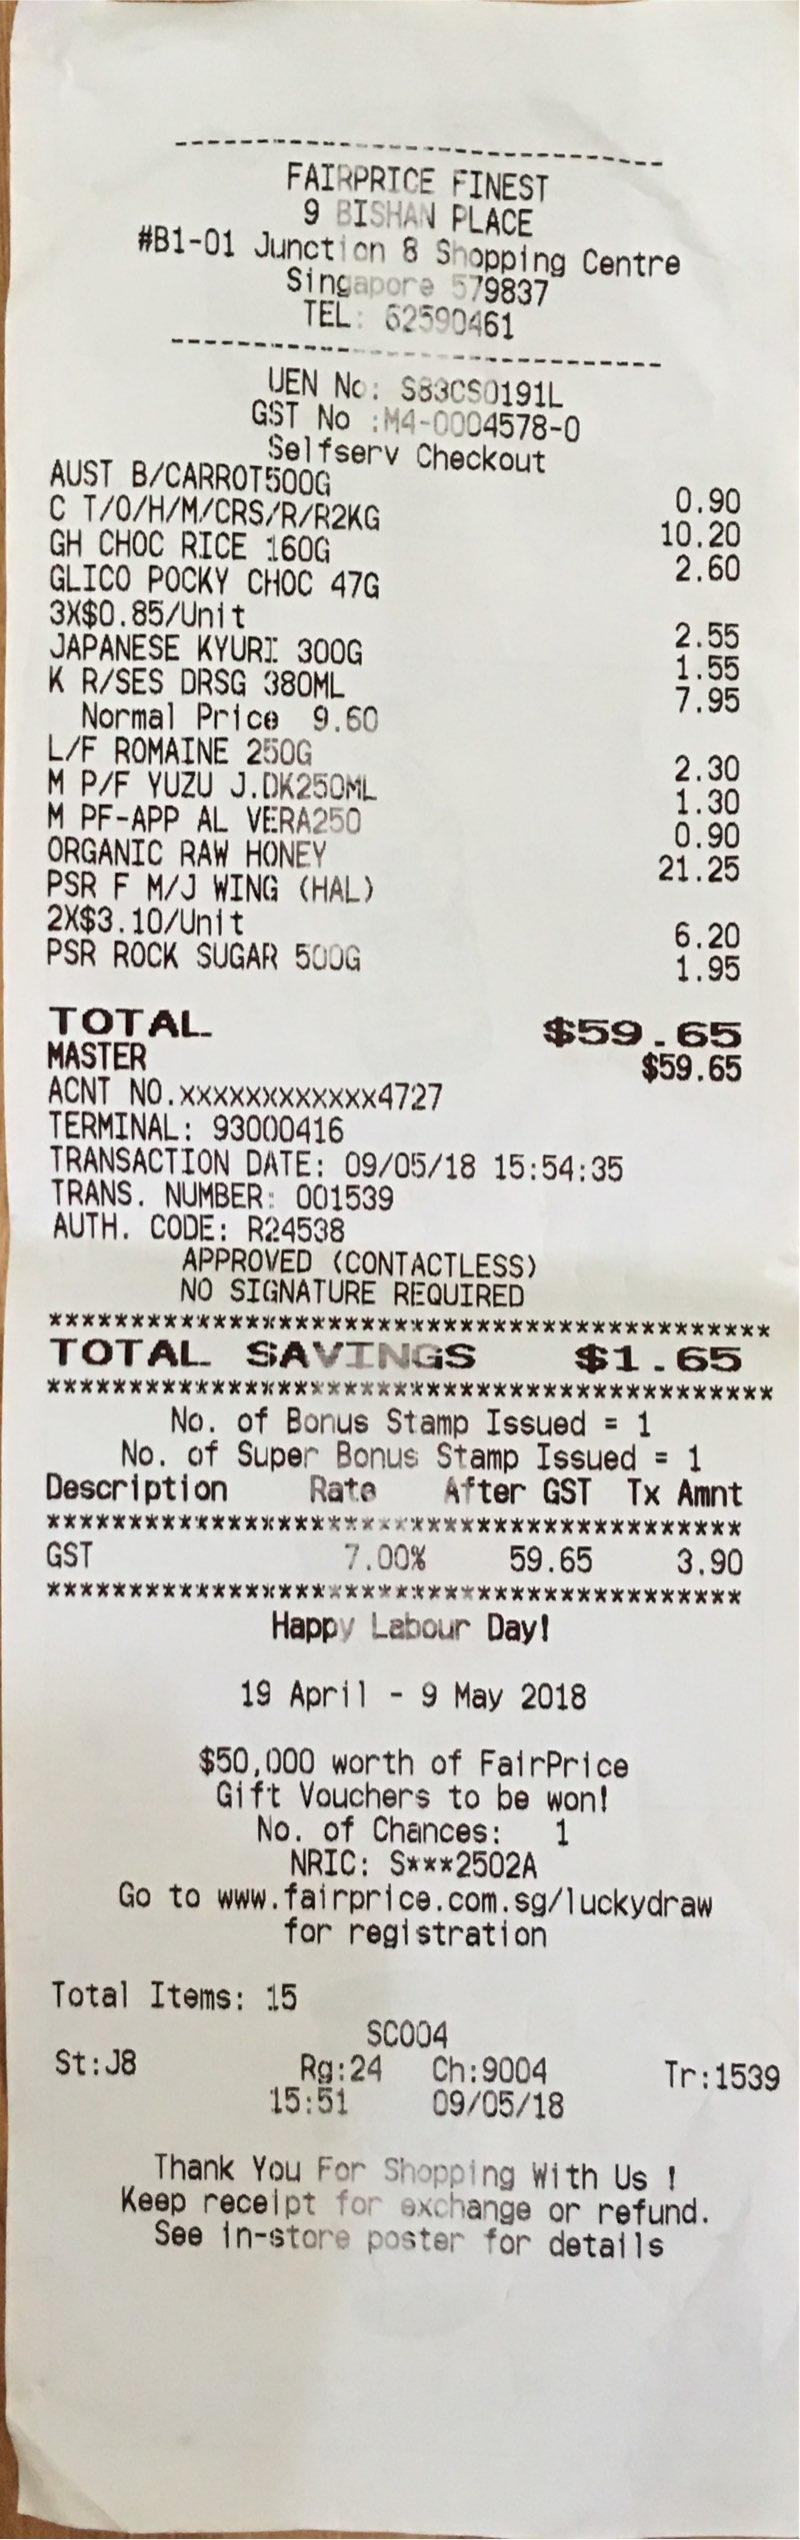 FAIRPRICE FINEST
9 BISHAN PLACE
#B1-01 Junction 8 Shopping Centre
Singapore 579837
TEL: 62590461
UEN No: S83CS0191L
GST No :M4-0004578-0
Selfserv Checkout
AUST B/CARROT500G 0.90
C T/O/H/M/CRS/R/R2KG 10.20
GH CHOC RICE 160G 2.60
GLICO POCKY CHOC 47G
3X$0.85/Unit 2.55
JAPANESE KYURI 300G 1.55
K R/SES DRSG 380ML 7.95
Normal Price 9.60
L/F ROMAINE 250G 2.30
M P/F YUZU J.DK250ML 1.30
M PF-APP AL VERA250 0.90
ORGANIC RAW HONEY 21.25
PSR F M/J WING (HAL)
2X$3.10/Unit 6.20
PSR ROCK SUGAR 500G 1.95
TOTAL $59.65
MASTER $59.65
ACNT NO.xxxxxxxxxxxx4727
TERMINAL: 93000416
TRANSACTION DATE: 09/05/18 15:54:35
TRANS. NUMBER: 001539
AUTH. CODE: R24538
APPROVED (CONTACTLESS)
NO SIGNATURE REQUIRED
********************************************
TOTAL SAVINGS $1.65
********************************************
No. of Bonus Stamp Issued = 1
No. of Super Bonus Stamp Issued = 1
Description Rate After GST Tx Amnt
******************************************
GST 7.00% 59.65 3.90
******************************************
Happy Labour Day!
19 April - 9 May 2018
$50,000 worth of FairPrice
Gift Vouchers to be won!
No. of Chances: 1
NRIC: S***2502A
Go to www.fairprice.com.sg/luckydraw
for registration
Total Items: 15
SC004
St:J8 Rg:24 Ch:9004 Tr:1539
15:51 09/05/18
Thank You For Shopping With Us !
Keep receipt for exchange or refund.
See in-store poster for details